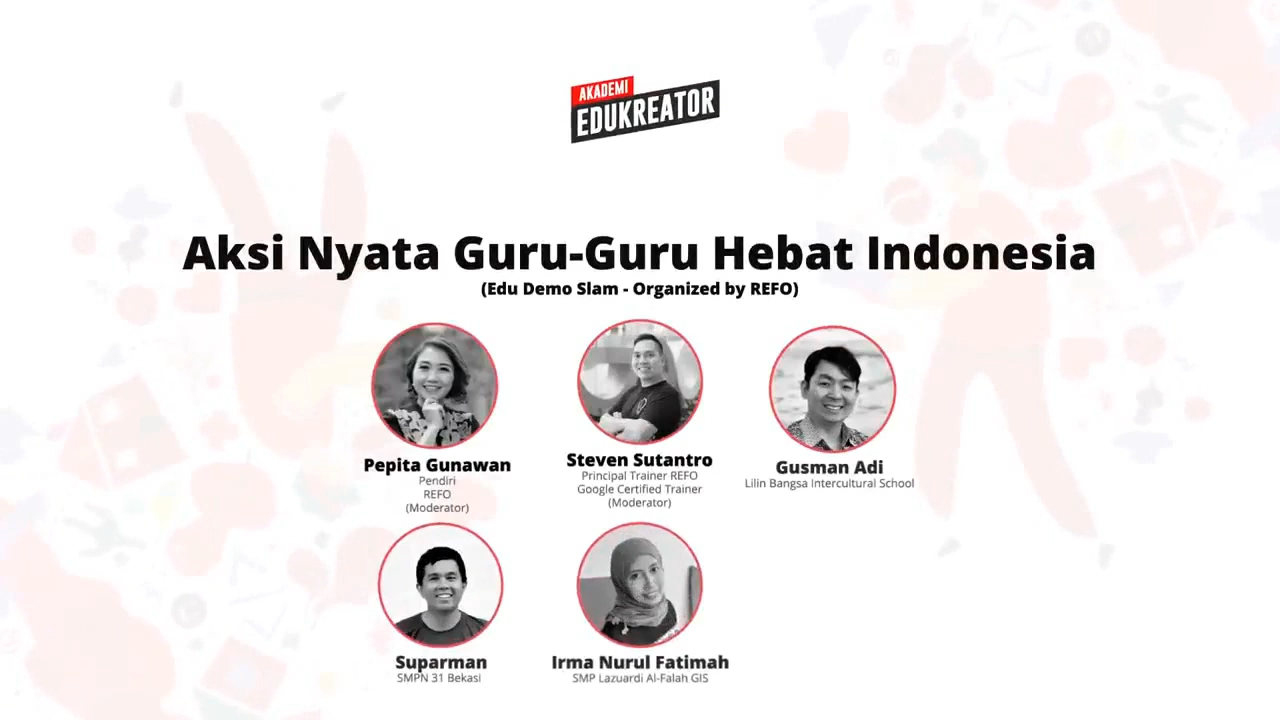 AKADEMI
EDUKREATOR
Aksi Nyata Guru-Guru Hebat Indonesia
(Edu Demo Slam - Organized by REFO)
Pepita Gunawan
Pendiri
REFO
(Moderator)
Steven Sutantro
Principal Trainer REFO
Google Certified Trainer
(Moderator)
Gusman Adi
Lilin Bangsa Intercultural School
Suparman
SMPN 31 Bekasi
Irma Nurul Fatimah
SMP Lazuardi Al-Falah GIS